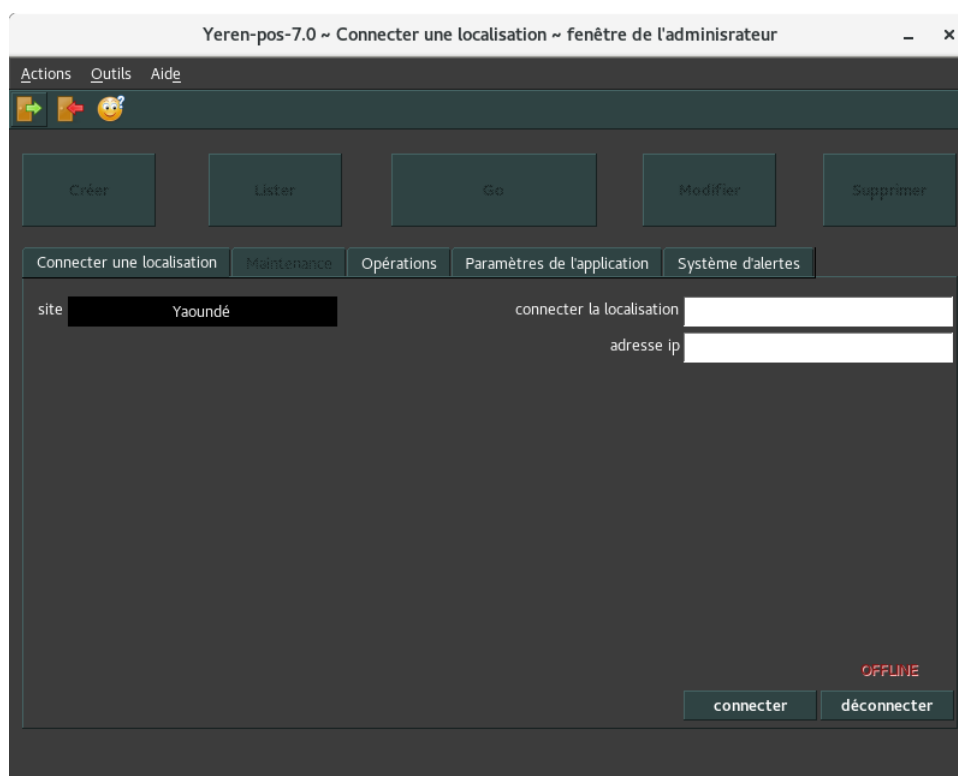 Yeren-pos-7.0 ~ Connecter une localisation ~ fenêtre de l'adminisrateur
Actions Outils Aide
Créer Lister Go Modifier Supprimer
Connecter une localisation Maintenance Opérations Paramètres de l'application Système d'alertes
site Yaoundé connecter la localisation
adresse ip
OFFLINE
connecter déconnecter